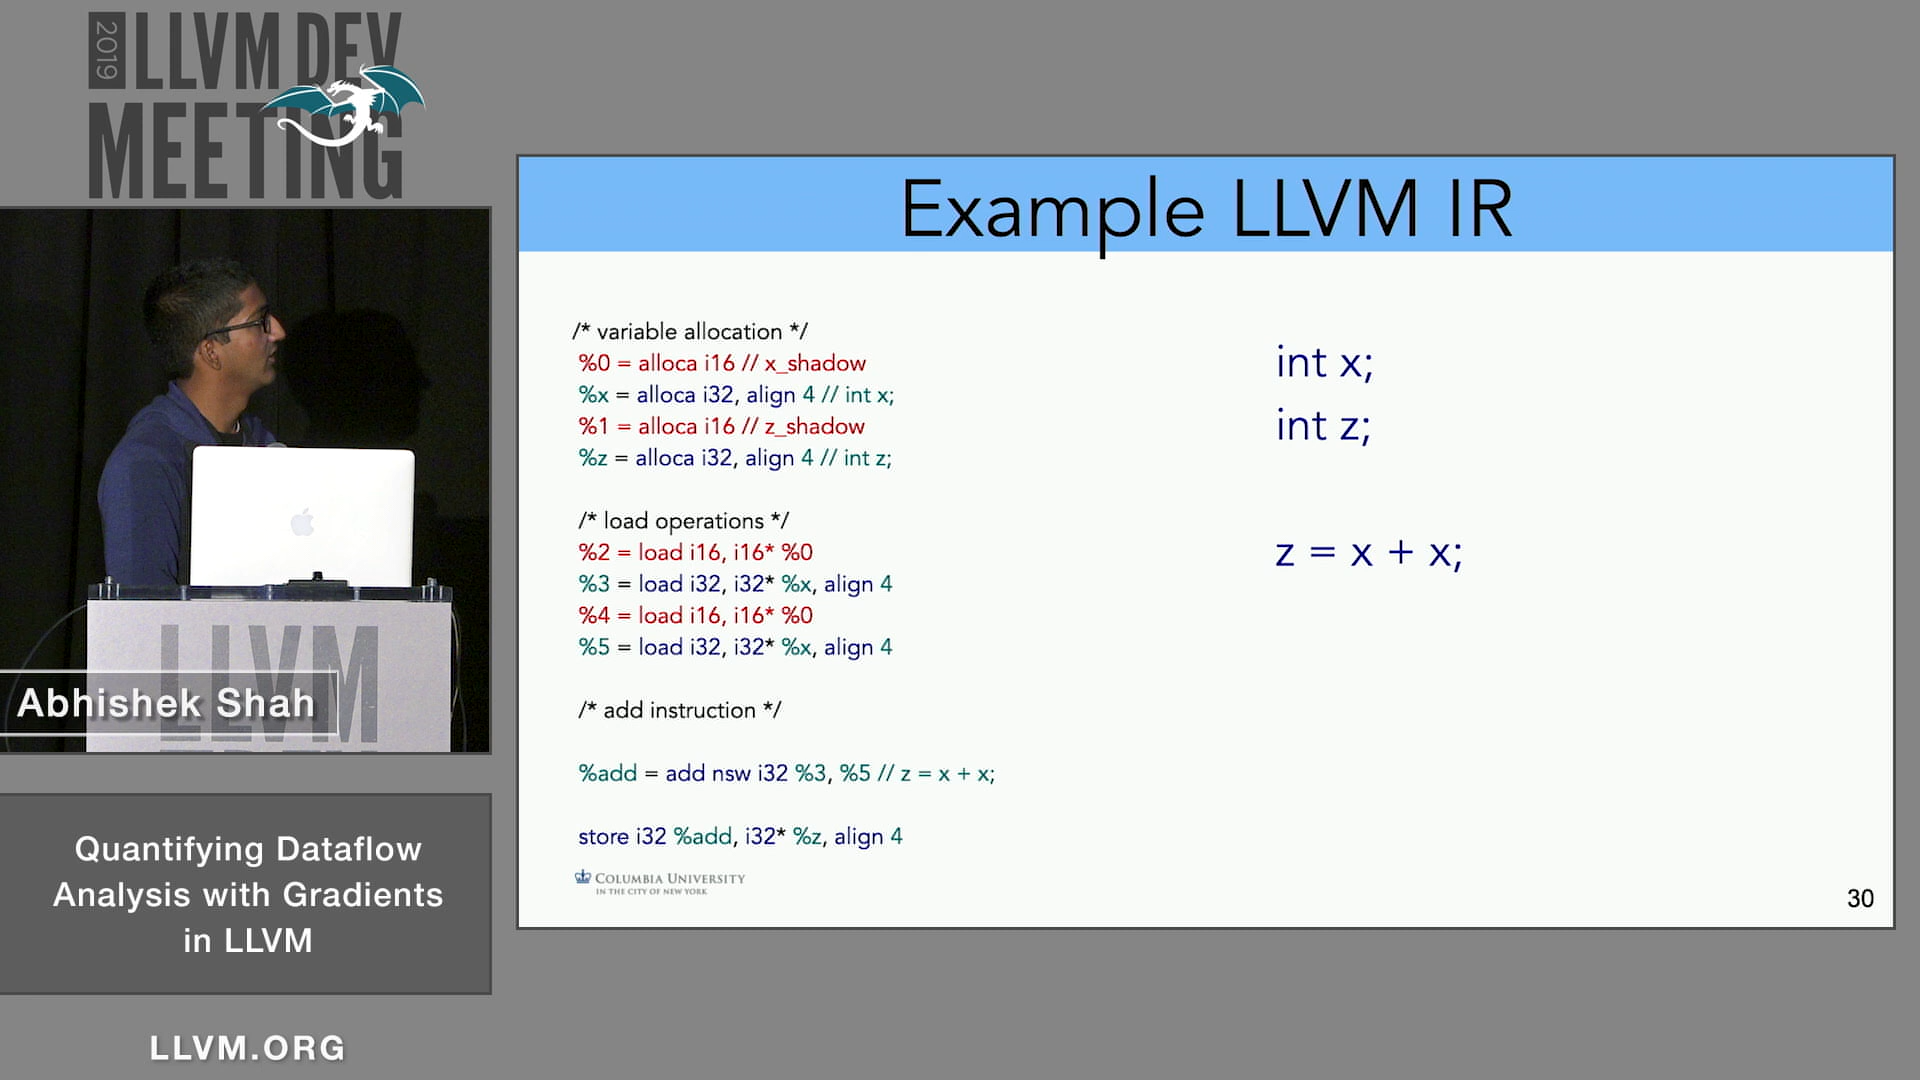 2019 LLVM DEV
MEETING
Example LLVM IR
/* variable allocation */
%0 = alloca i16 // x_shadow
%x = alloca i32, align 4 // int x;
%1 = alloca i16 // z_shadow
%z = alloca i32, align 4 // int z;
/* load operations */
%2 = load i16, i16* %0
%3 = load i32, i32* %x, align 4
%4 = load i16, i16* %0
%5 = load i32, i32* %x, align 4
/* add instruction */
%add = add nsw i32 %3, %5 // z = x + x;
store i32 %add, i32* %z, align 4
int x;
int z;
z = x + x;
COLUMBIA UNIVERSITY
IN THE CITY OF NEW YORK
30
LLVM
Abhishek Shah
Quantifying Dataflow
Analysis with Gradients
in LLVM
LLVM.ORG